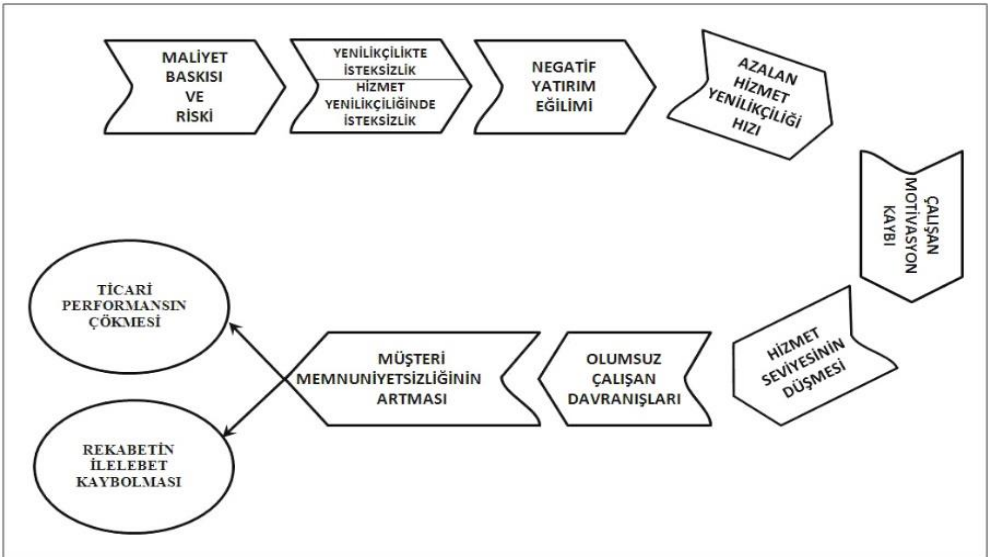 MALİYET
BASKISI
VE
RİSKİ
YENİLİKÇİLİKTE
İSTEKSİZLİK
HİZMET
YENİLİKÇİLİĞİNDE
İSTEKSİZLİK
NEGATİF
YATIRIM
EĞİLİMİ
AZALAN
HİZMET
YENİLİKÇİLİĞİ
HIZI
ÇALIŞAN
MOTİVASYON
KAYBI
HİZMET
SEVİYESİNİN
DÜŞMESİ
OLUMSUZ
ÇALIŞAN
DAVRANIŞLARI
MÜŞTERİ
MEMNUNİYETSİZLİĞİNİN
ARTMASI
TİCARİ
PERFORMANSIN
ÇÖKMESİ
REKABETİN
İLELEBET
KAYBOLMASI